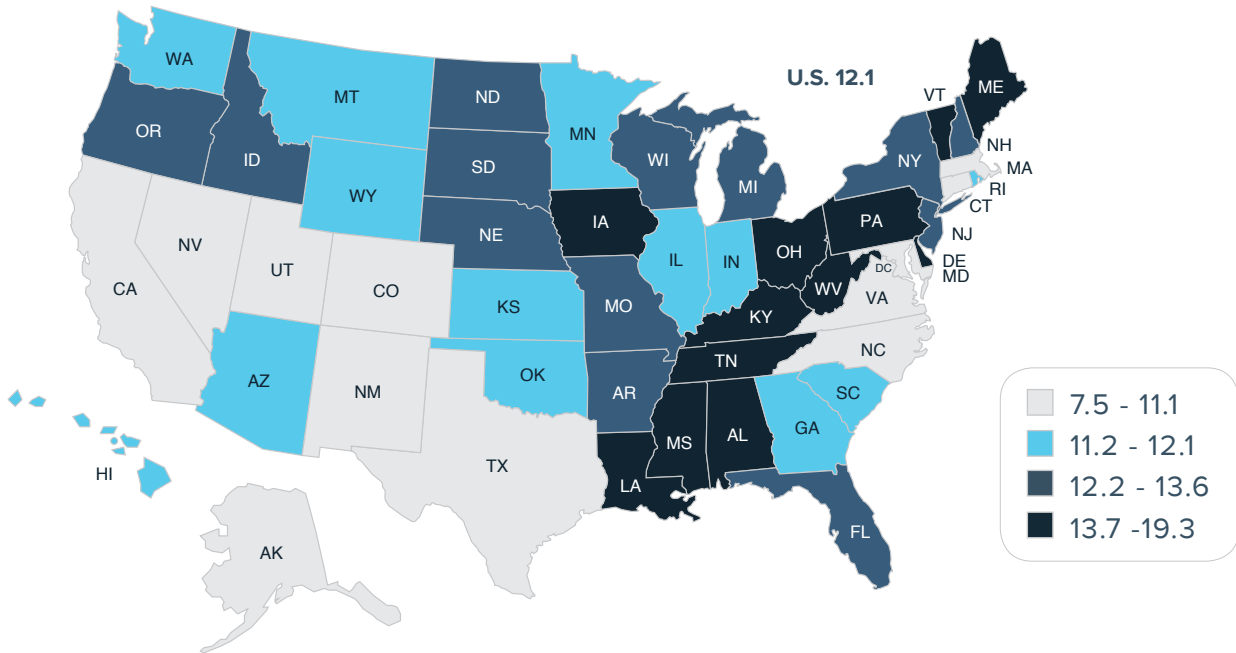 U.S. 12.1
WA
MT
ND
MN
VT
ME
OR
ID
SD
WI
MI
NY
NH
MA
RI
CT
WY
NE
IA
PA
NJ
NV
UT
CO
IL
IN
OH
DE
MD
DC
CA
KS
MO
KY
WV
VA
AZ
NM
OK
AR
TN
NC
SC
HI
TX
LA
MS
AL
GA
FL
AK
7.5 - 11.1
11.2 - 12.1
12.2 - 13.6
13.7 -19.3